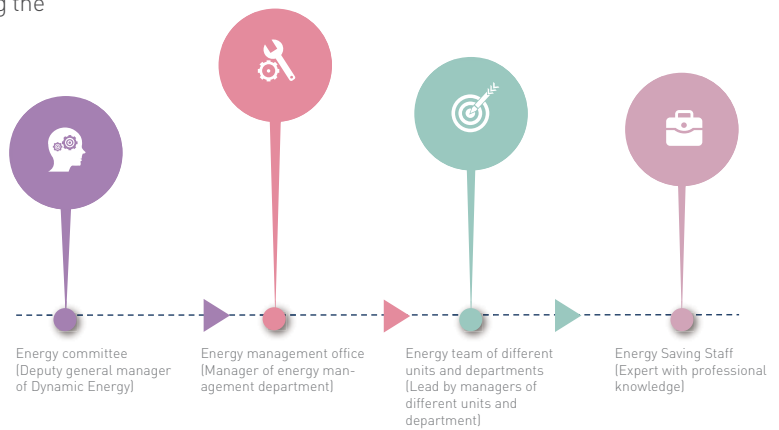 g the
Energy committee
(Deputy general manager
of Dynamic Energy)
Energy management office
(Manager of energy man-
agement department)
Energy team of different
units and departments
(Lead by managers of
different units and
department)
Energy Saving Staff
(Expert with professional
knowledge)